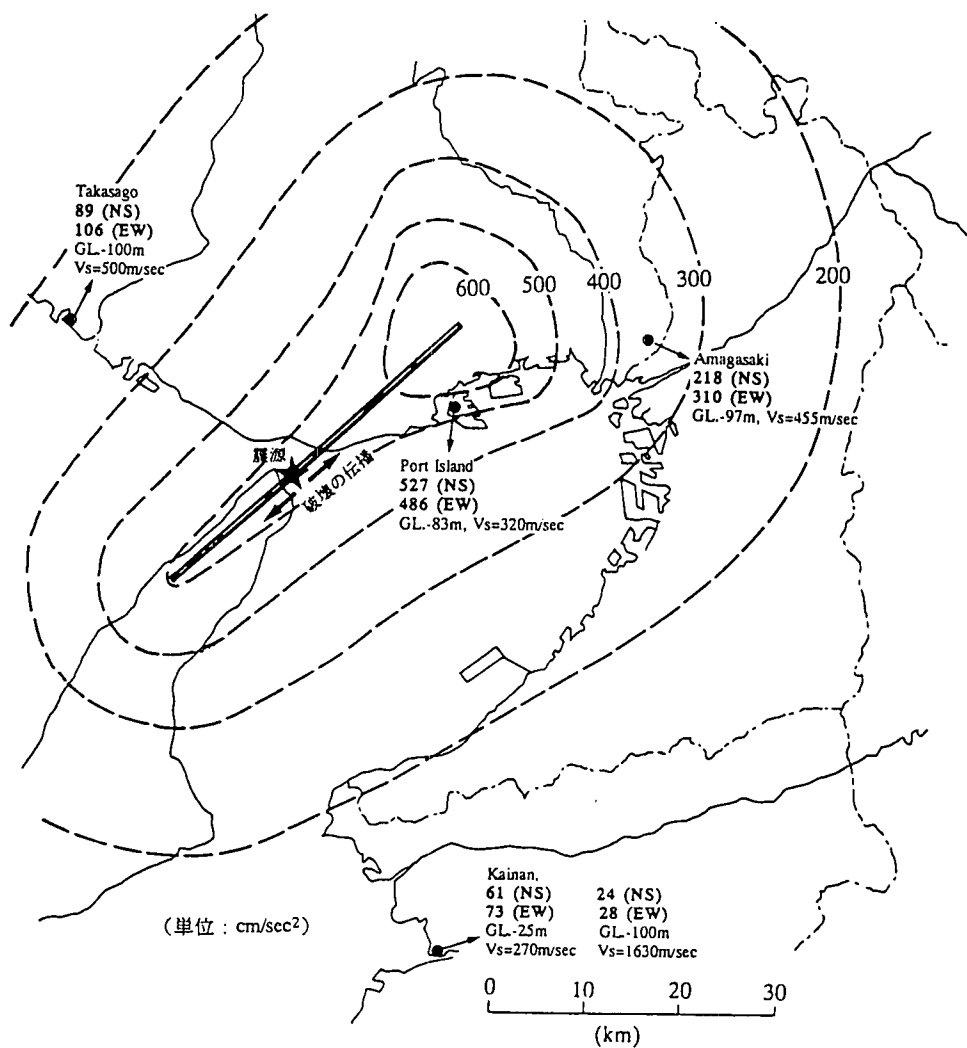 Takasago
89 (NS)
106 (EW)
GL.-100m
Vs=500m/sec
600
500
400
300
200
Amagasaki
218 (NS)
310 (EW)
GL.-97m, Vs=455m/sec
震源
破壊の伝播
Port Island
527 (NS)
486 (EW)
GL.-83m, Vs=320m/sec
Kainan,
61 (NS) 24 (NS)
73 (EW) 28 (EW)
GL.-25m GL.-100m
Vs=270m/sec Vs=1630m/sec
(単位：cm/sec²)
0 10 20 30
(km)